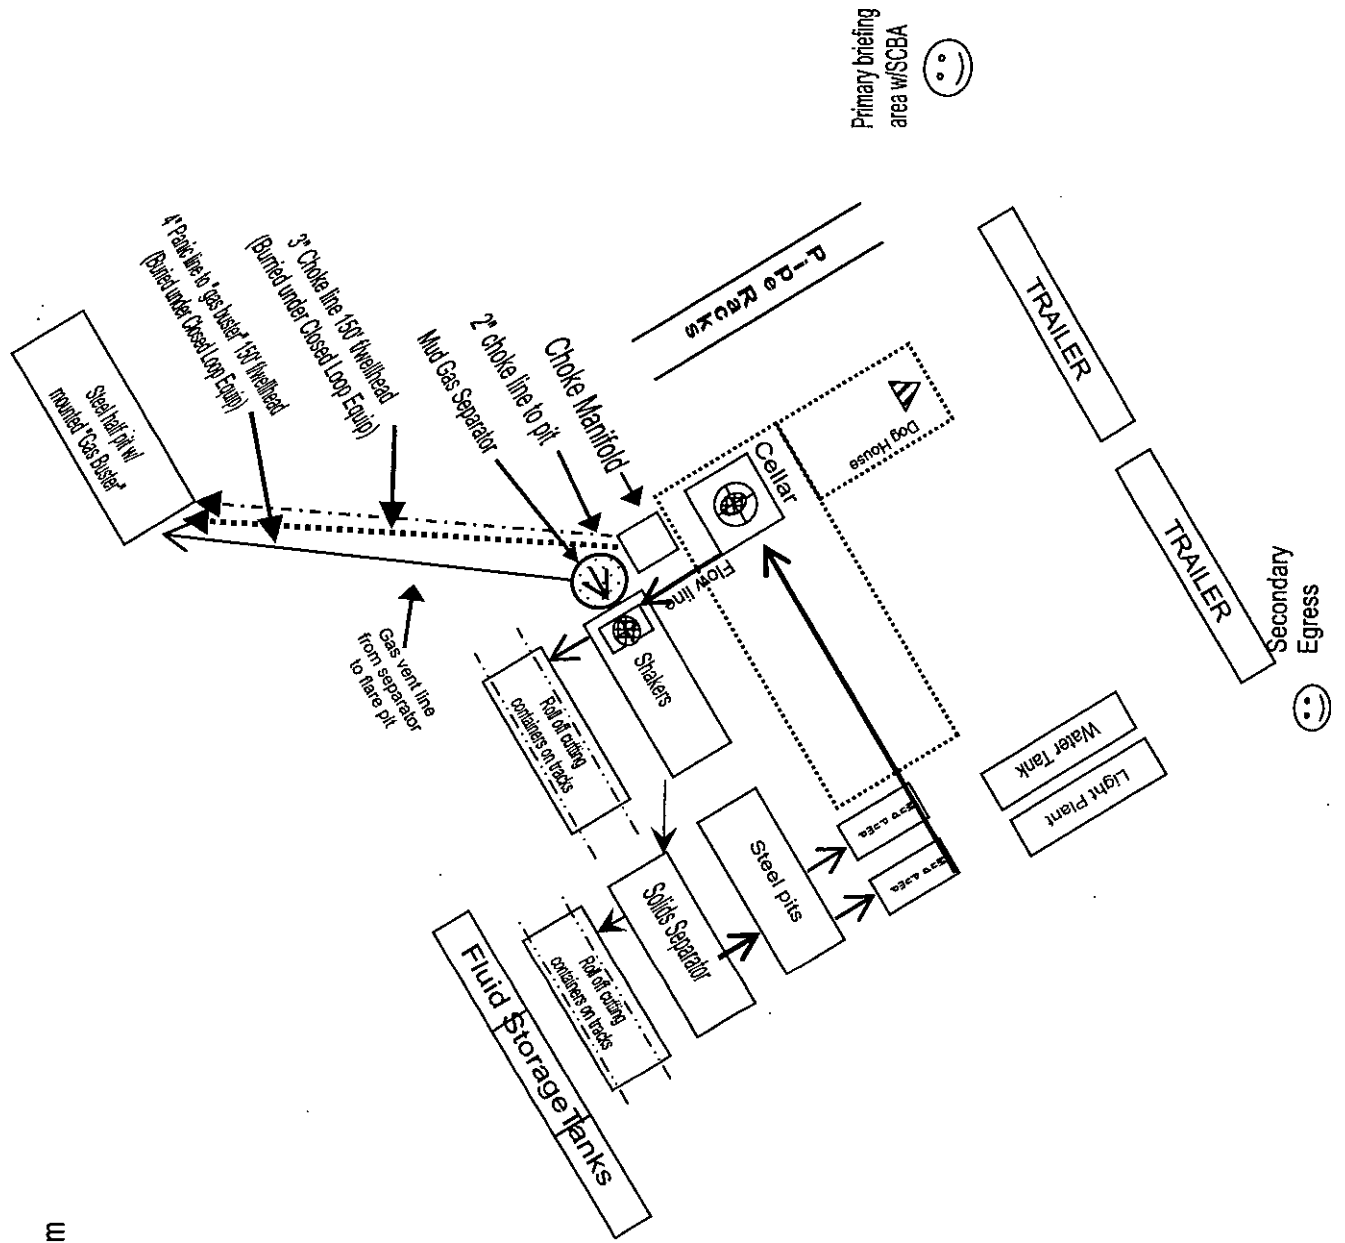 Primary briefing
area w/SCBA
4" Panic line to "gas buster" 150' f/wellhead
(Buried under Closed Loop Equip)
3" Choke line 150' f/wellhead
(Burried under Closed Loop Equip)
2" choke line to pit
Mud Gas Separator
Choke Manifold
Pipe Racks
TRAILER
TRAILER
Steel half pit w/
mounted "Gas Buster"
Dog House
Cellar
Flow line
Gas vent line
from separator
to flare pit
Shakers
Roll off cutting
containers on tracks
Secondary
Egress
Water Tank
Light Plant
Steel pits
Solids Separator
Roll off cutting
containers on tracks
Fluid Storage Tanks
m